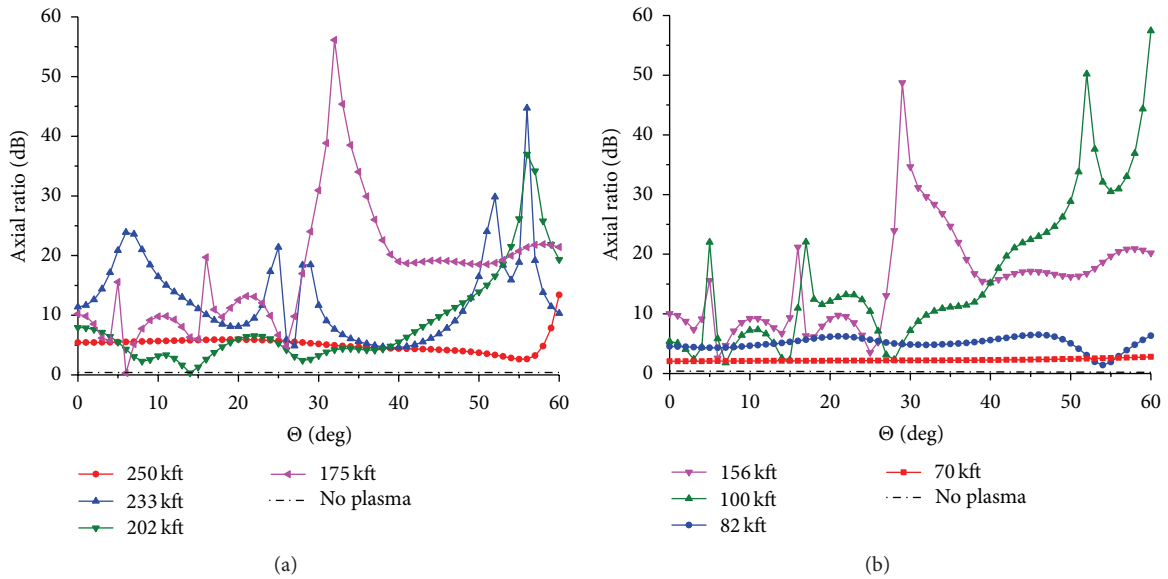 60
50
40
30
20
10
0
Axial ratio (dB)
0 10 20 30 40 50 60
Θ (deg)
250 kft
233 kft
202 kft
175 kft
No plasma
(a)
60
50
40
30
20
10
0
Axial ratio (dB)
0 10 20 30 40 50 60
Θ (deg)
156 kft
100 kft
82 kft
70 kft
No plasma
(b)